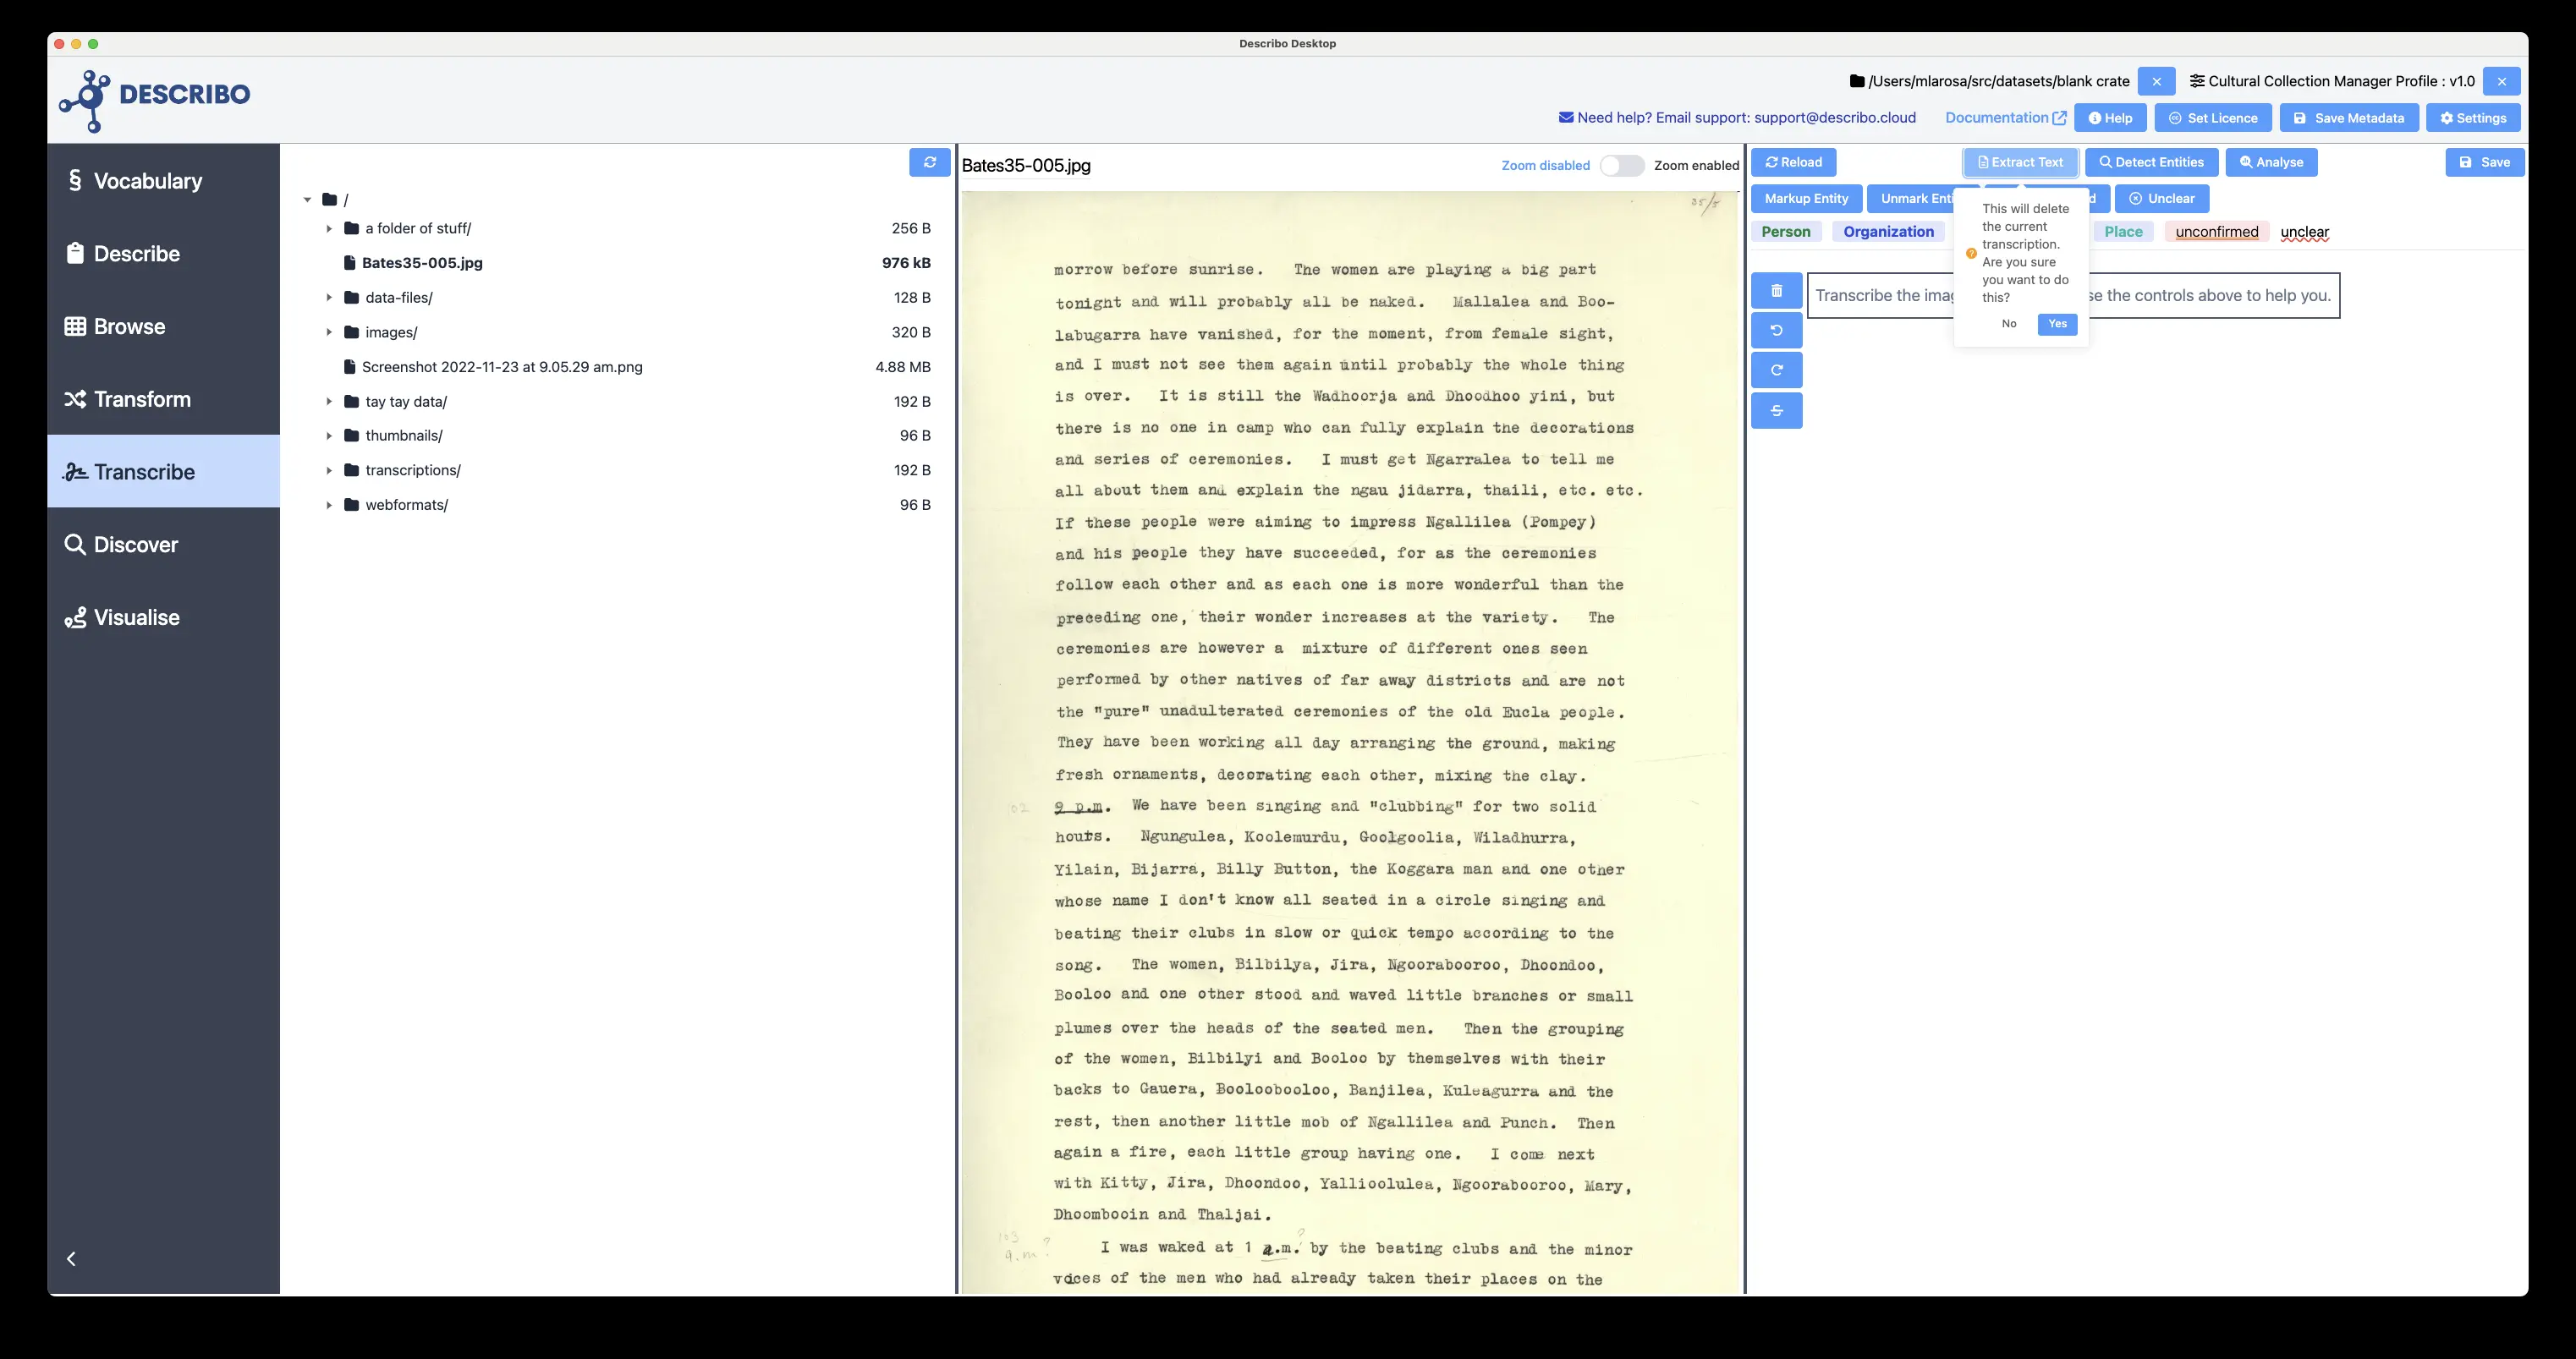 Describo Desktop
DESCRIBO
/Users/mlarosa/src/datasets/blank crate
Cultural Collection Manager Profile : v1.0
Need help? Email support: support@describo.cloud
Documentation
Help
Set Licence
Save Metadata
Settings
Vocabulary
Describe
Browse
Transform
Transcribe
Discover
Visualise
/
a folder of stuff/ 256 B
Bates35-005.jpg 976 kB
data-files/ 128 B
images/ 320 B
Screenshot 2022-11-23 at 9.05.29 am.png 4.88 MB
tay tay data/ 192 B
thumbnails/ 96 B
transcriptions/ 192 B
webformats/ 96 B
Bates35-005.jpg
Zoom disabled
Zoom enabled
35/5
morrow before sunrise. The women are playing a big part
tonight and will probably all be naked. Mallalea and Boo-
labugarra have vanished, for the moment, from female sight,
and I must not see them again until probably the whole thing
is over. It is still the Wadhoorja and Dhoodhoo yini, but
there is no one in camp who can fully explain the decorations
and series of ceremonies. I must get Ngarralea to tell me
all about them and explain the ngau jidarra, thaili, etc. etc.
If these people were aiming to impress Ngallilea (Pompey)
and his people they have succeeded, for as the ceremonies
follow each other and as each one is more wonderful than the
preceding one, their wonder increases at the variety. The
ceremonies are however a mixture of different ones seen
performed by other natives of far away districts and are not
the "pure" unadulterated ceremonies of the old Eucla people.
They have been working all day arranging the ground, making
fresh ornaments, decorating each other, mixing the clay.
102 9 p.m. We have been singing and "clubbing" for two solid
hours. Ngungulea, Koolemurdu, Goolgoolia, Wiladhurra,
Yilain, Bijarra, Billy Button, the Koggara man and one other
whose name I don't know all seated in a circle singing and
beating their clubs in slow or quick tempo according to the
song. The women, Bilbilya, Jira, Ngoorabooroo, Dhoondoo,
Booloo and one other stood and waved little branches or small
plumes over the heads of the seated men. Then the grouping
of the women, Bilbilyi and Booloo by themselves with their
backs to Gauera, Booloobooloo, Banjilea, Kuleagurra and the
rest, then another little mob of Ngallilea and Punch. Then
again a fire, each little group having one. I come next
with Kitty, Jira, Dhoondoo, Yallioolulea, Ngoorabooroo, Mary,
Dhoombooin and Thaljai.
103 ?
I was waked at 1 a.m. by the beating clubs and the minor
voices of the men who had already taken their places on the
Reload
Extract Text
Detect Entities
Analyse
Save
Markup Entity
Unmark Enti
d
Unclear
Person
Organization
Place
unconfirmed
unclear
This will delete
the current
transcription.
Are you sure
you want to do
this?
No
Yes
Transcribe the imag
se the controls above to help you.